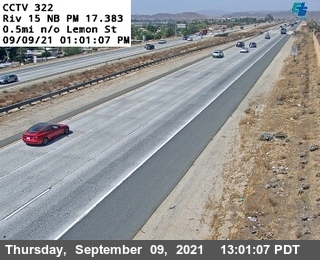 CCTV 322
Riv 15 NB PM 17.383
0.5mi n/o Lemon St
09/09/21 01:01:07 PM
Thursday, September 09, 2021 13:01:07 PDT